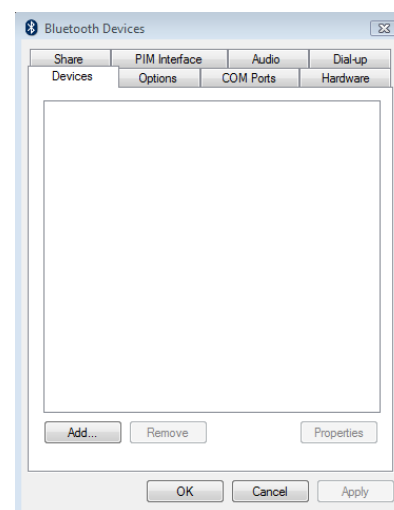 Bluetooth Devices
Share PIM Interface Audio Dial-up
Devices Options COM Ports Hardware
Add... Remove Properties
OK Cancel Apply